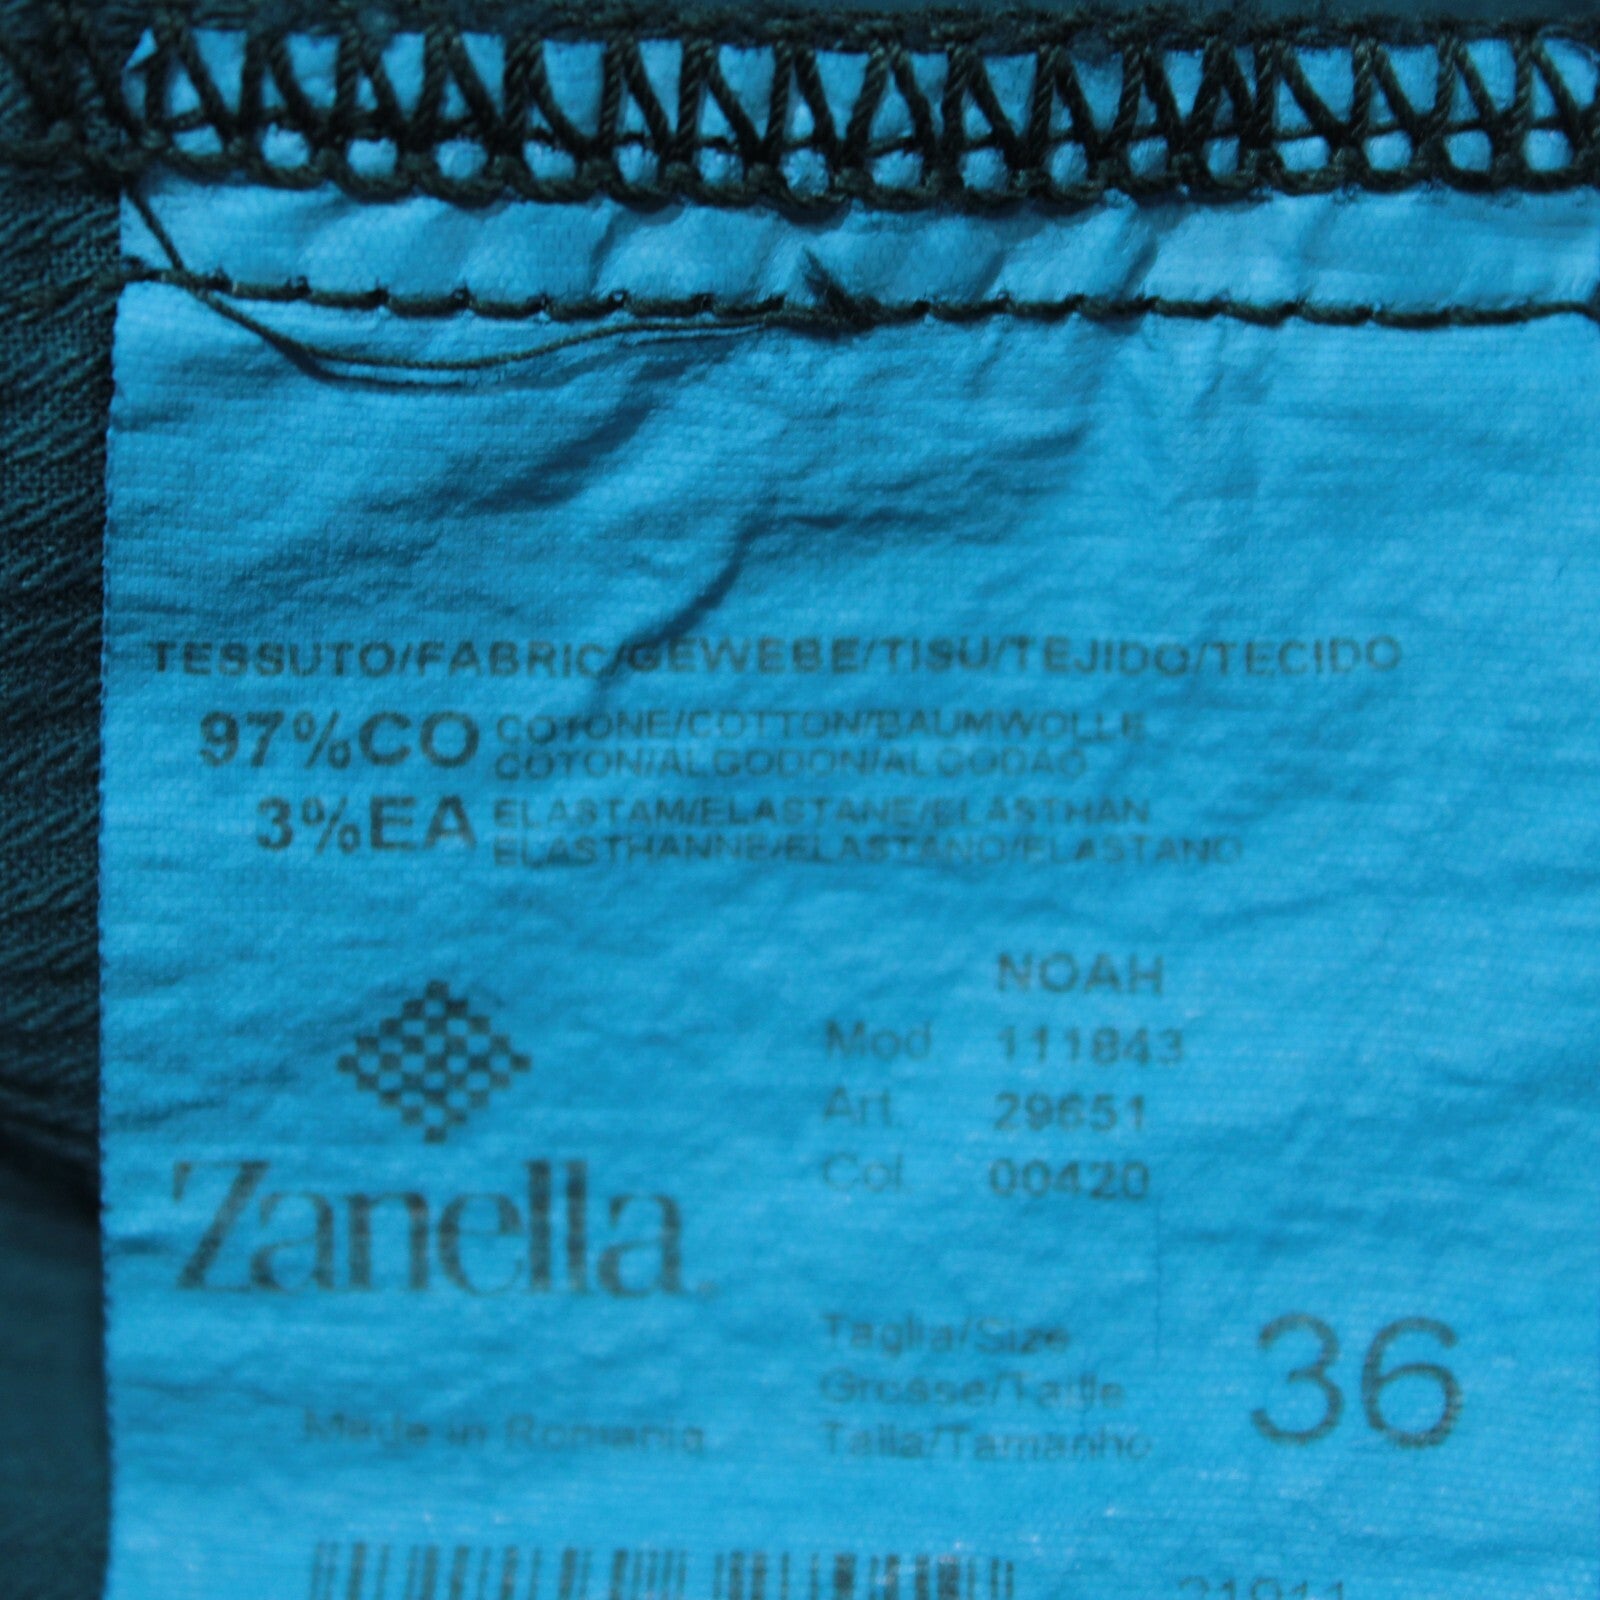 TESSUTO/FABRIC/GEWEBE/TISU/TEJIDO/TECIDO
97%CO COTONE/COTTON/BAUMWOLLE
COTON/ALGODON/ALGODAO
3%EA ELASTAM/ELASTANE/ELASTHAN
ELASTHANNE/ELASTANO/ELASTANO
NOAH
Mod 111843
Art. 29651
Col. 00420
Zanella
Taglia/Size
Grosse/Taille
Talla/Tamanho
36
Made in Romania